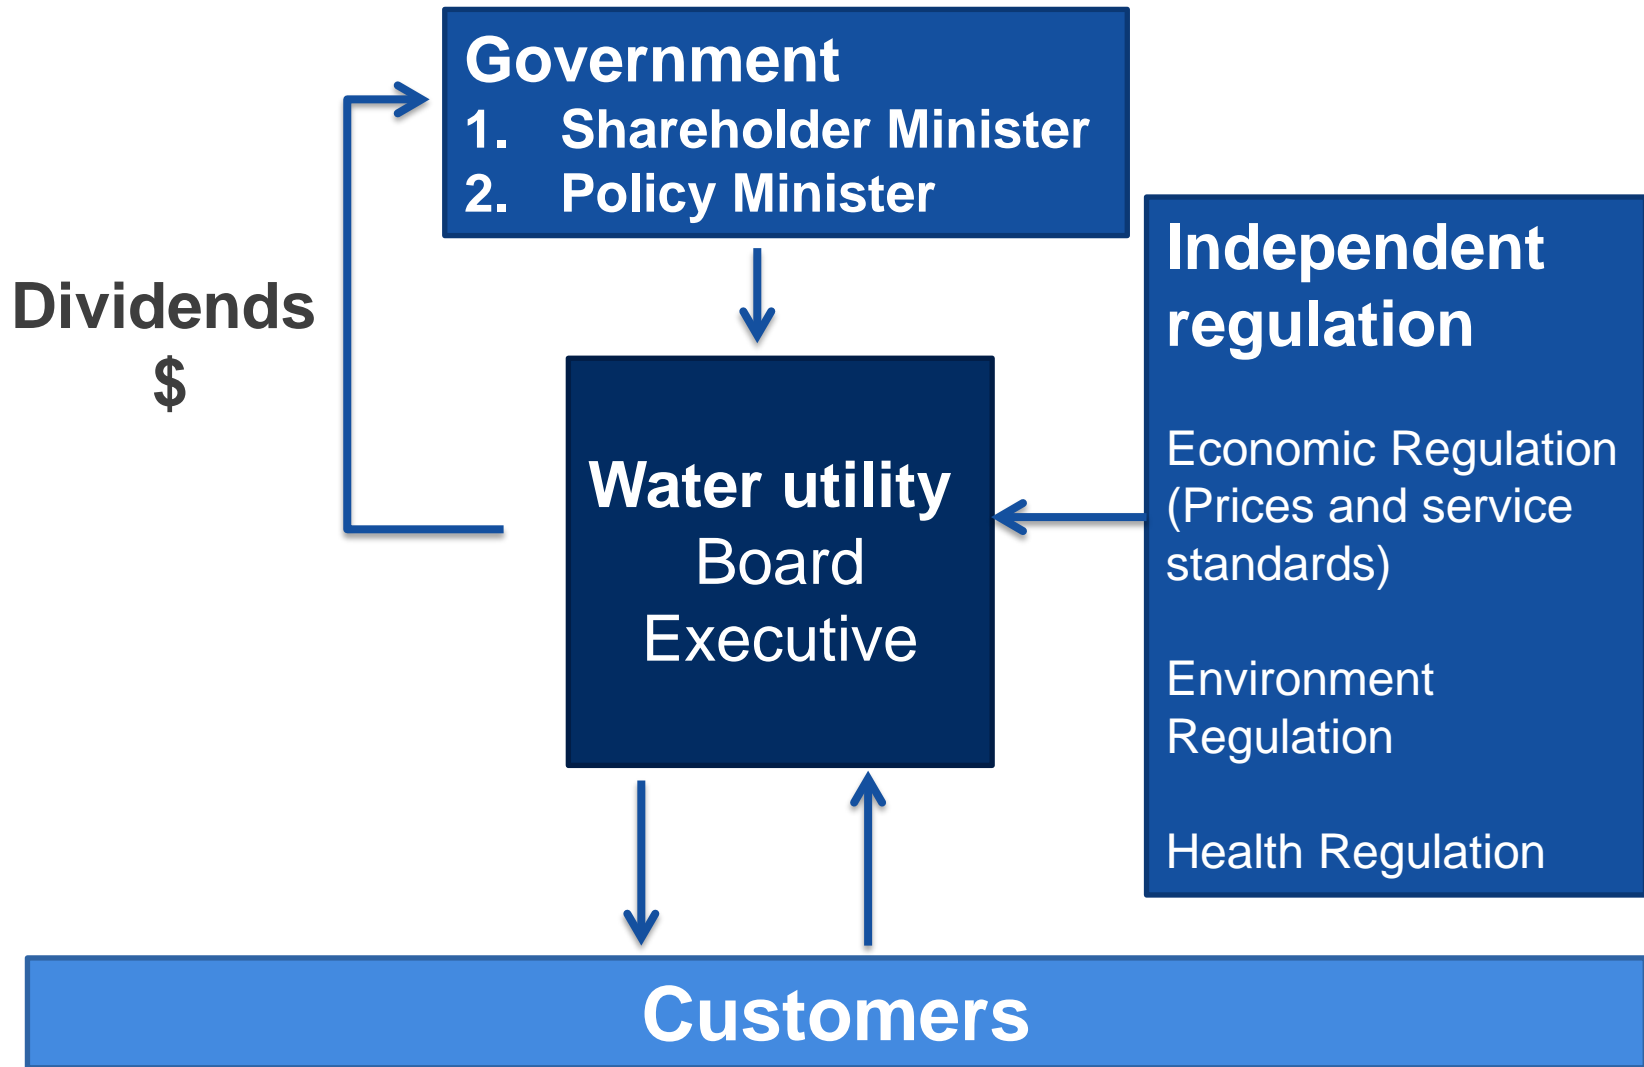 Government
1. Shareholder Minister
2. Policy Minister
Dividends
$
Independent
regulation
Economic Regulation
(Prices and service
standards)
Environment
Regulation
Health Regulation
Water utility
Board
Executive
Customers